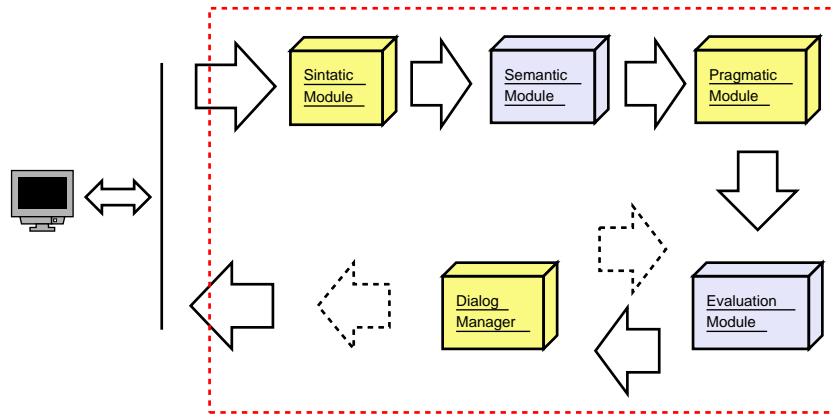 Sintatic
Module
Semantic
Module
Pragmatic
Module
Dialog
Manager
Evaluation
Module